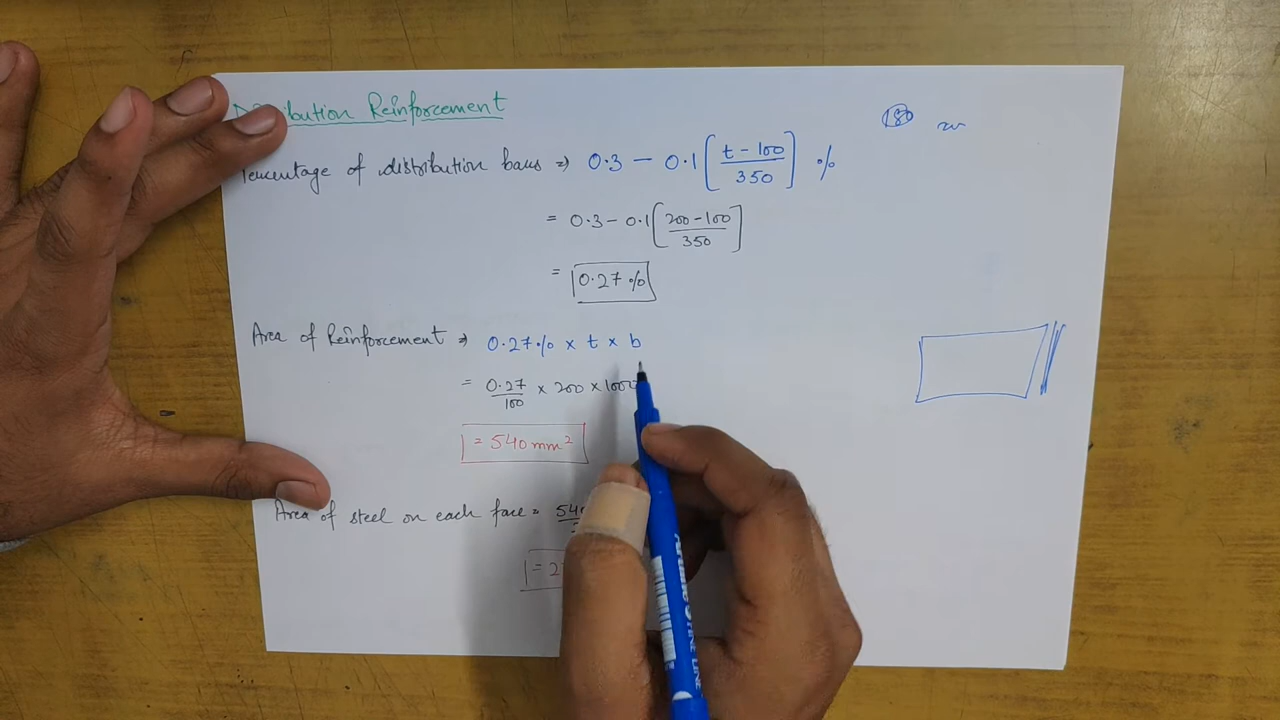 Reinforcement
Percentage of distribution bars ⇒ 0.3 - 0.1 [t - 100 / 350] %
= 0.3 - 0.1 [200 - 100 / 350]
= 0.27 %
Area of Reinforcement ⇒ 0.27% × t × b
= 0.27/100 × 200 × 1000
= 540 mm²
Area of steel on each face =